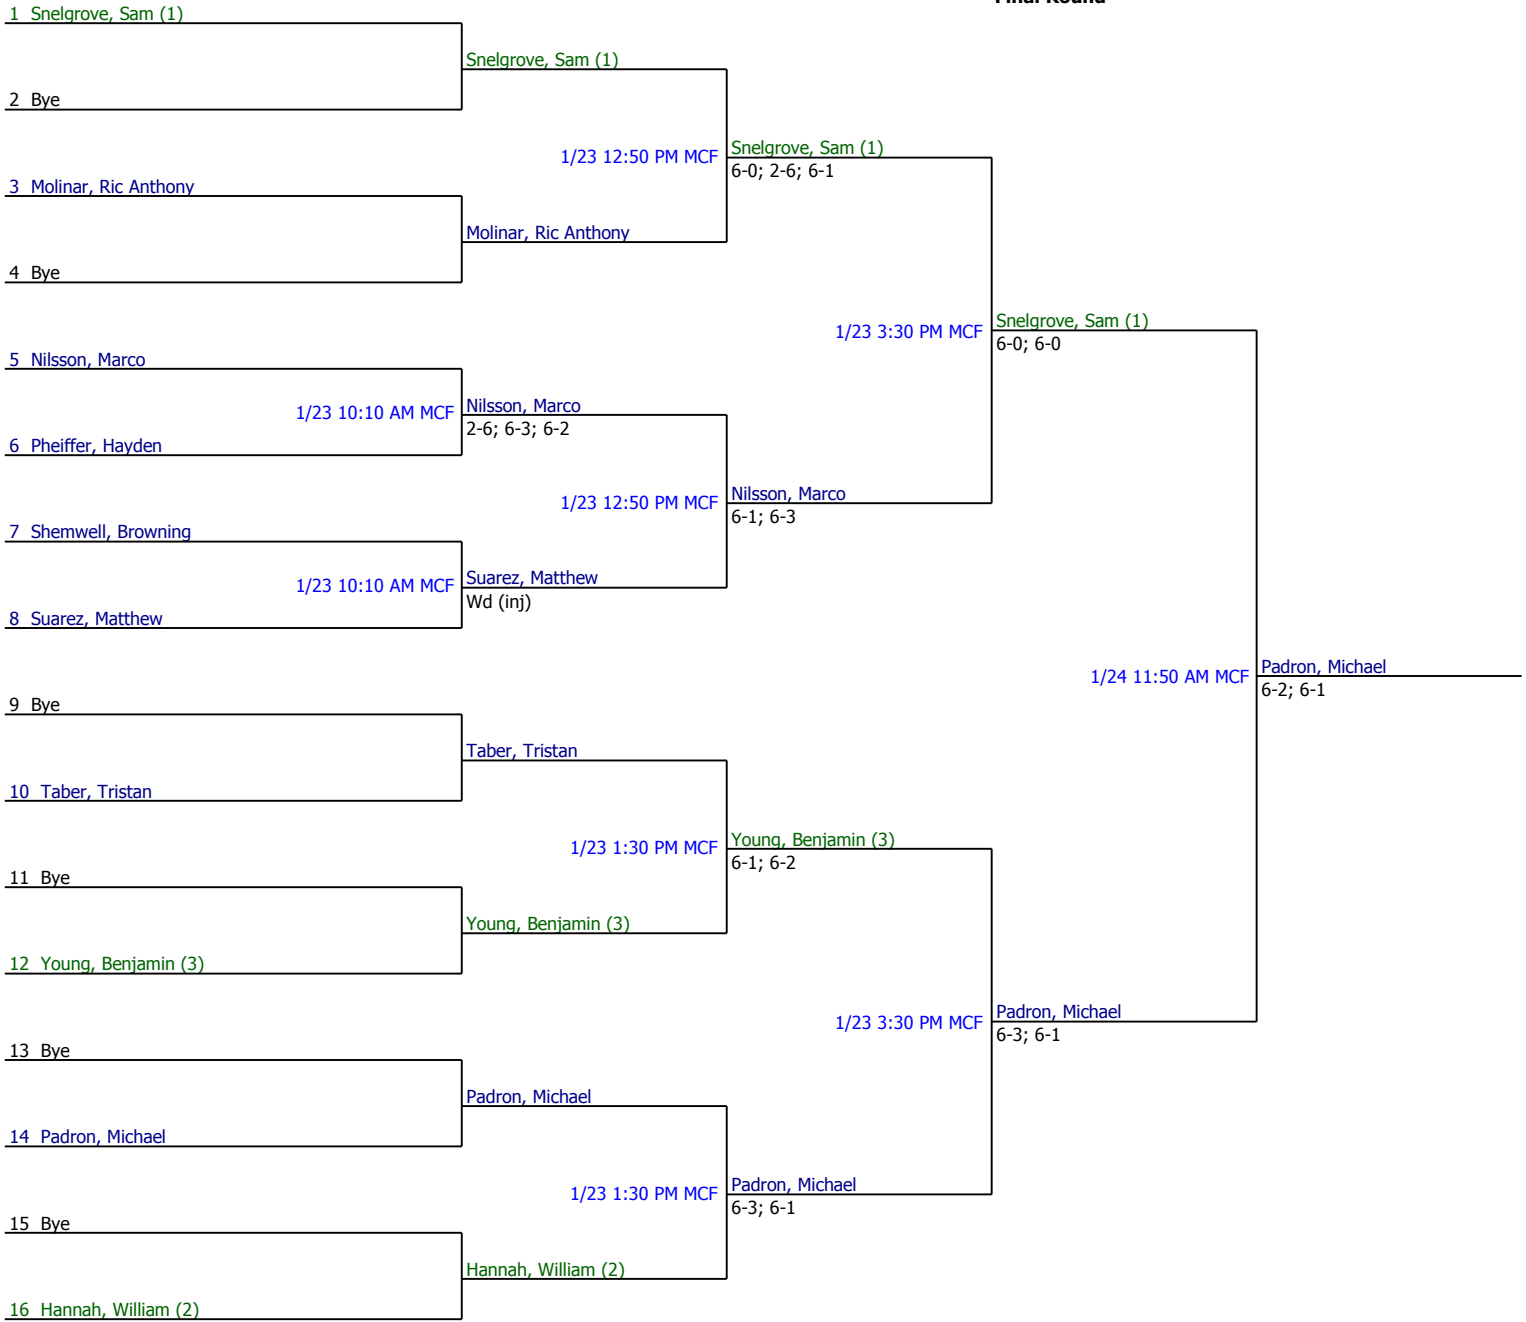 Final Round
1 Snelgrove, Sam (1)
Snelgrove, Sam (1)
2 Bye
1/23 12:50 PM MCF
Snelgrove, Sam (1)
6-0; 2-6; 6-1
3 Molinar, Ric Anthony
Molinar, Ric Anthony
4 Bye
1/23 3:30 PM MCF
Snelgrove, Sam (1)
6-0; 6-0
5 Nilsson, Marco
1/23 10:10 AM MCF
Nilsson, Marco
2-6; 6-3; 6-2
6 Pheiffer, Hayden
1/23 12:50 PM MCF
Nilsson, Marco
6-1; 6-3
7 Shemwell, Browning
1/23 10:10 AM MCF
Suarez, Matthew
Wd (inj)
8 Suarez, Matthew
1/24 11:50 AM MCF
Padron, Michael
6-2; 6-1
9 Bye
Taber, Tristan
10 Taber, Tristan
1/23 1:30 PM MCF
Young, Benjamin (3)
6-1; 6-2
11 Bye
Young, Benjamin (3)
12 Young, Benjamin (3)
1/23 3:30 PM MCF
Padron, Michael
6-3; 6-1
13 Bye
Padron, Michael
14 Padron, Michael
1/23 1:30 PM MCF
Padron, Michael
6-3; 6-1
15 Bye
Hannah, William (2)
16 Hannah, William (2)